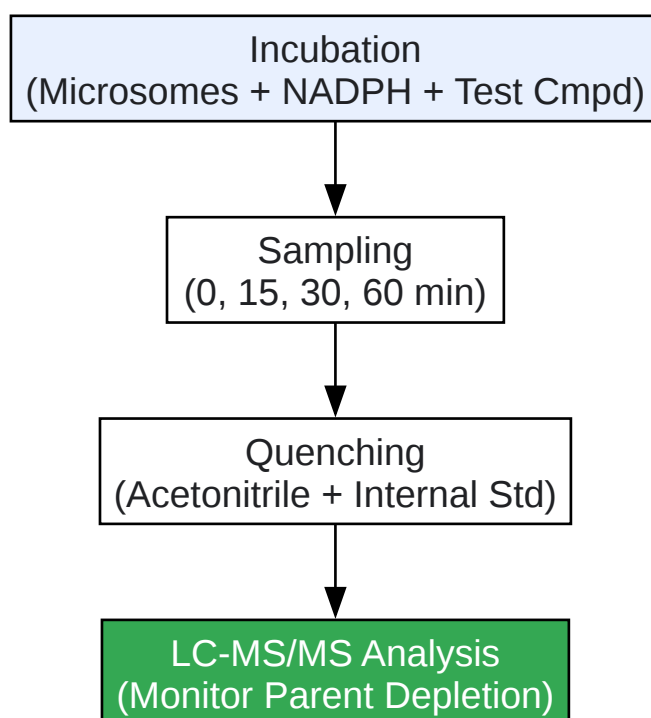 Incubation
(Microsomes + NADPH + Test Cmpd)
Sampling
(0, 15, 30, 60 min)
Quenching
(Acetonitrile + Internal Std)
LC-MS/MS Analysis
(Monitor Parent Depletion)